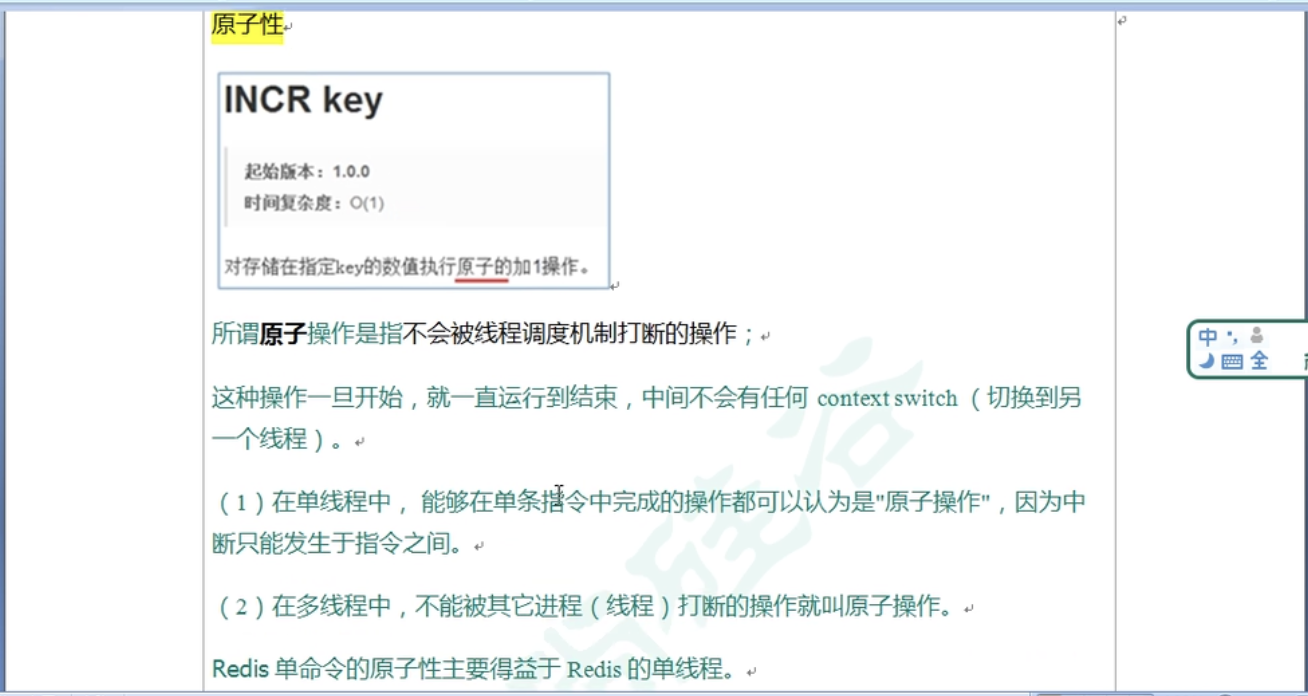 原子性
INCR key
起始版本：1.0.0
时间复杂度：O(1)
对存储在指定key的数值执行原子的加1操作。
所谓原子操作是指不会被线程调度机制打断的操作；
这种操作一旦开始，就一直运行到结束，中间不会有任何 context switch （切换到另
一个线程）。
（1）在单线程中， 能够在单条指令中完成的操作都可以认为是"原子操作"，因为中
断只能发生于指令之间。
（2）在多线程中，不能被其它进程（线程）打断的操作就叫原子操作。
Redis 单命令的原子性主要得益于 Redis 的单线程。
中 全
尚硅谷